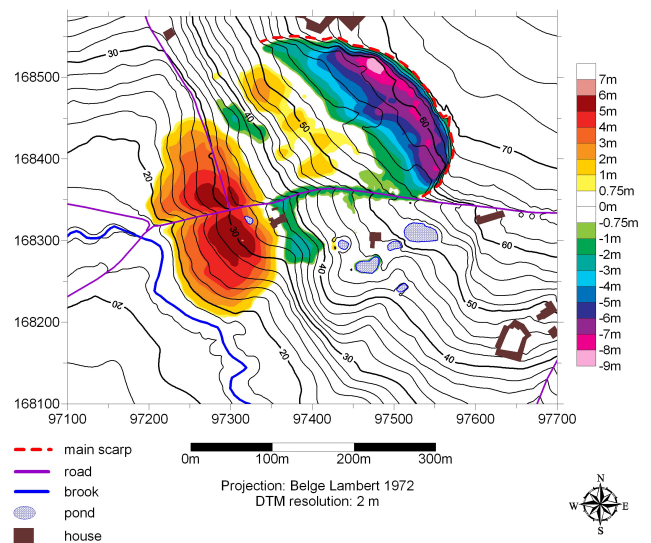 168500
168400
168300
168200
168100
97100 97200 97300 97400 97500 97600 97700
30
40
50
60
70
20
30
60
40
50
20
20
30
40
7m
6m
5m
4m
3m
2m
1m
0.75m
0m
-0.75m
-1m
-2m
-3m
-4m
-5m
-6m
-7m
-8m
-9m
main scarp
road
brook
pond
house
0m 100m 200m 300m
Projection: Belge Lambert 1972
DTM resolution: 2 m
N
W E
S